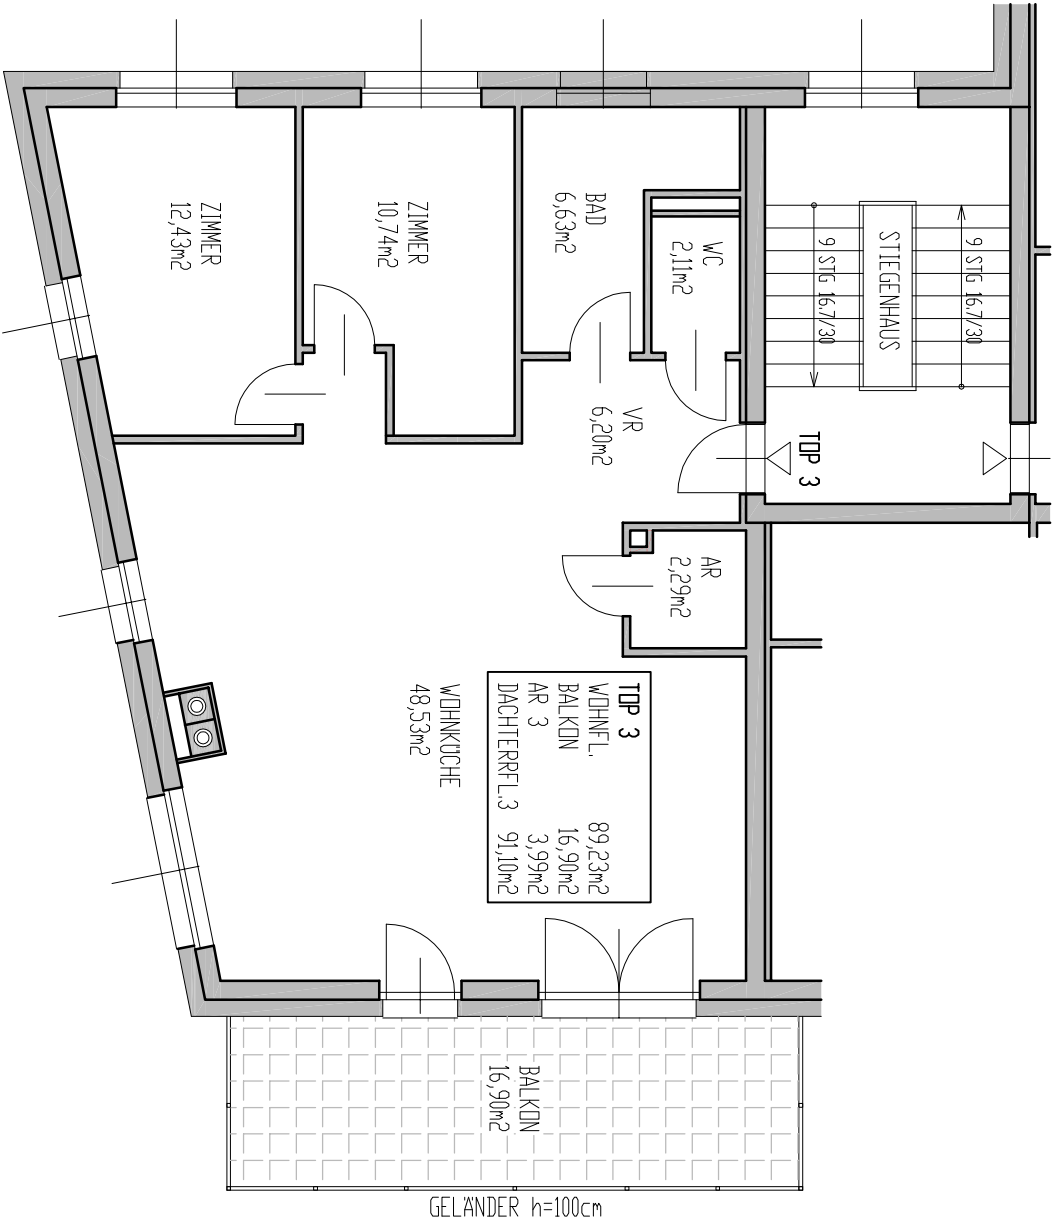 ZIMMER
12,43m2
ZIMMER
10,74m2
BAD
6,63m2
WC
2,11m2
9 STG 16.7/30
STIEGENHAUS
9 STG 16.7/30
VR
6,20m2
TOP 3
AR
2,29m2
WOHNKÜCHE
48,53m2
TOP 3
WOHNFL. 89,23m2
BALKON 16,90m2
AR 3 3,99m2
DACHTERRFL.3 91,10m2
BALKON
16,90m2
GELÄNDER h=100cm